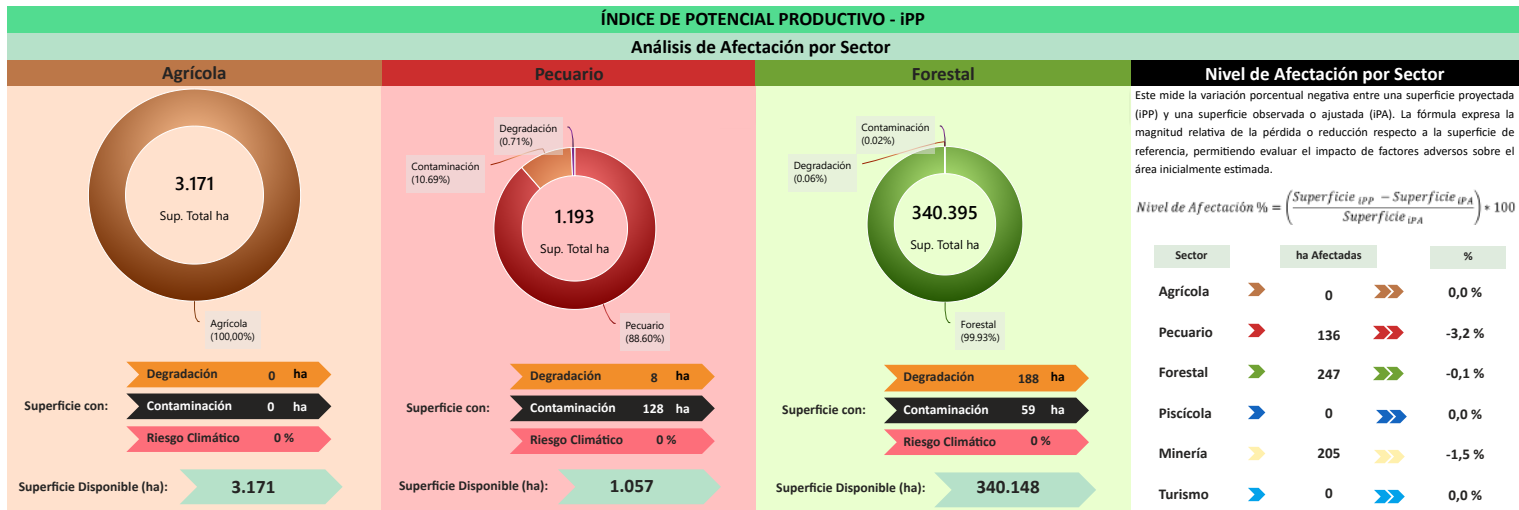 ÍNDICE DE POTENCIAL PRODUCTIVO - iPP
Análisis de Afectación por Sector
Agrícola
3.171
Sup. Total ha
Agrícola
(100,00%)
Superficie con:
Degradación 0 ha
Contaminación 0 ha
Riesgo Climático 0 %
Superficie Disponible (ha): 3.171
Pecuario
Degradación
(0.71%)
Contaminación
(10.69%)
1.193
Sup. Total ha
Pecuario
(88.60%)
Superficie con:
Degradación 8 ha
Contaminación 128 ha
Riesgo Climático 0 %
Superficie Disponible (ha): 1.057
Forestal
Contaminación
(0.02%)
Degradación
(0.06%)
340.395
Sup. Total ha
Forestal
(99.93%)
Superficie con:
Degradación 188 ha
Contaminación 59 ha
Riesgo Climático 0 %
Superficie Disponible (ha): 340.148
Nivel de Afectación por Sector
Este mide la variación porcentual negativa entre una superficie proyectada
(iPP) y una superficie observada o ajustada (iPA). La fórmula expresa la
magnitud relativa de la pérdida o reducción respecto a la superficie de
referencia, permitiendo evaluar el impacto de factores adversos sobre el
área inicialmente estimada.
Nivel de Afectación % = ((Superficie iPP − Superficie iPA) / Superficie iPA) * 100
Sector ha Afectadas %
Agrícola 0 0,0 %
Pecuario 136 -3,2 %
Forestal 247 -0,1 %
Piscícola 0 0,0 %
Minería 205 -1,5 %
Turismo 0 0,0 %